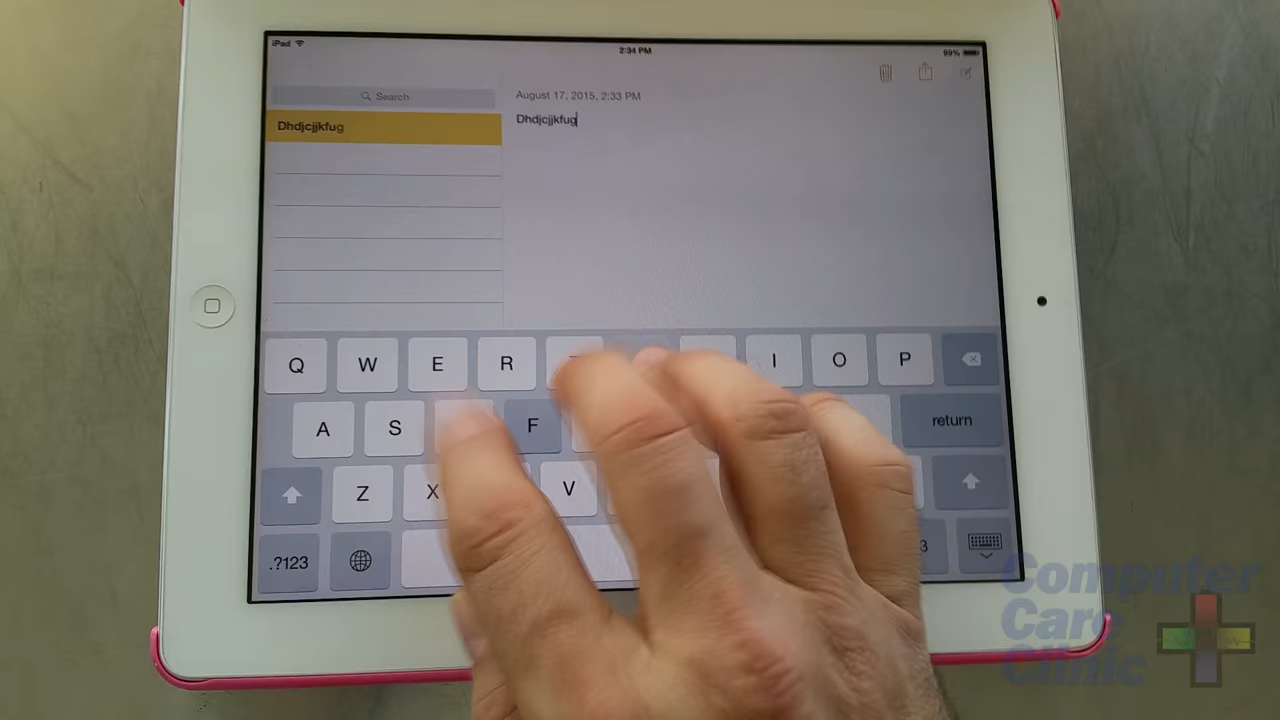 iPad
2:34 PM
99%
Search
August 17, 2015, 2:33 PM
Dhdjcjjkfug
Dhdjcjjkfug
Q W E R I O P
A S F return
Z X V
.?123 3
Computer
Care
Clinic